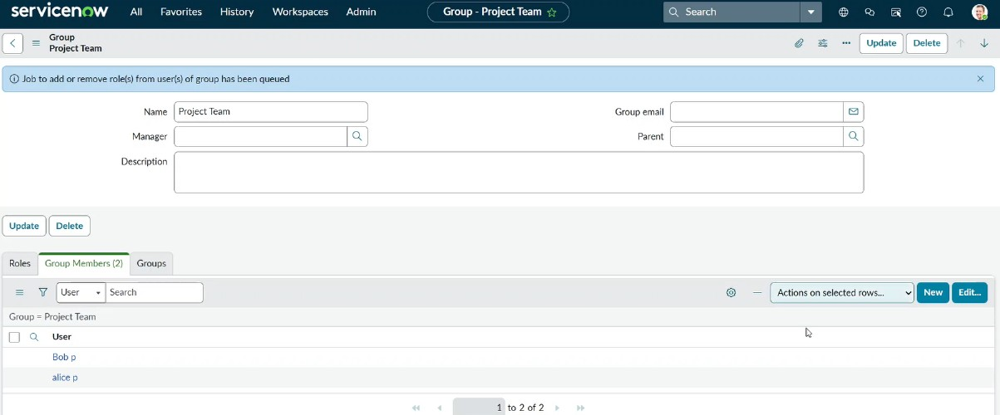 servicenow All Favorites History Workspaces Admin Group - Project Team Search
Group
Project Team
Update Delete
Job to add or remove role(s) from user(s) of group has been queued
Name Project Team Group email
Manager Parent
Description
Update Delete
Roles Group Members (2) Groups
User Search Actions on selected rows... New Edit...
Group = Project Team
User
Bob p
alice p
1 to 2 of 2